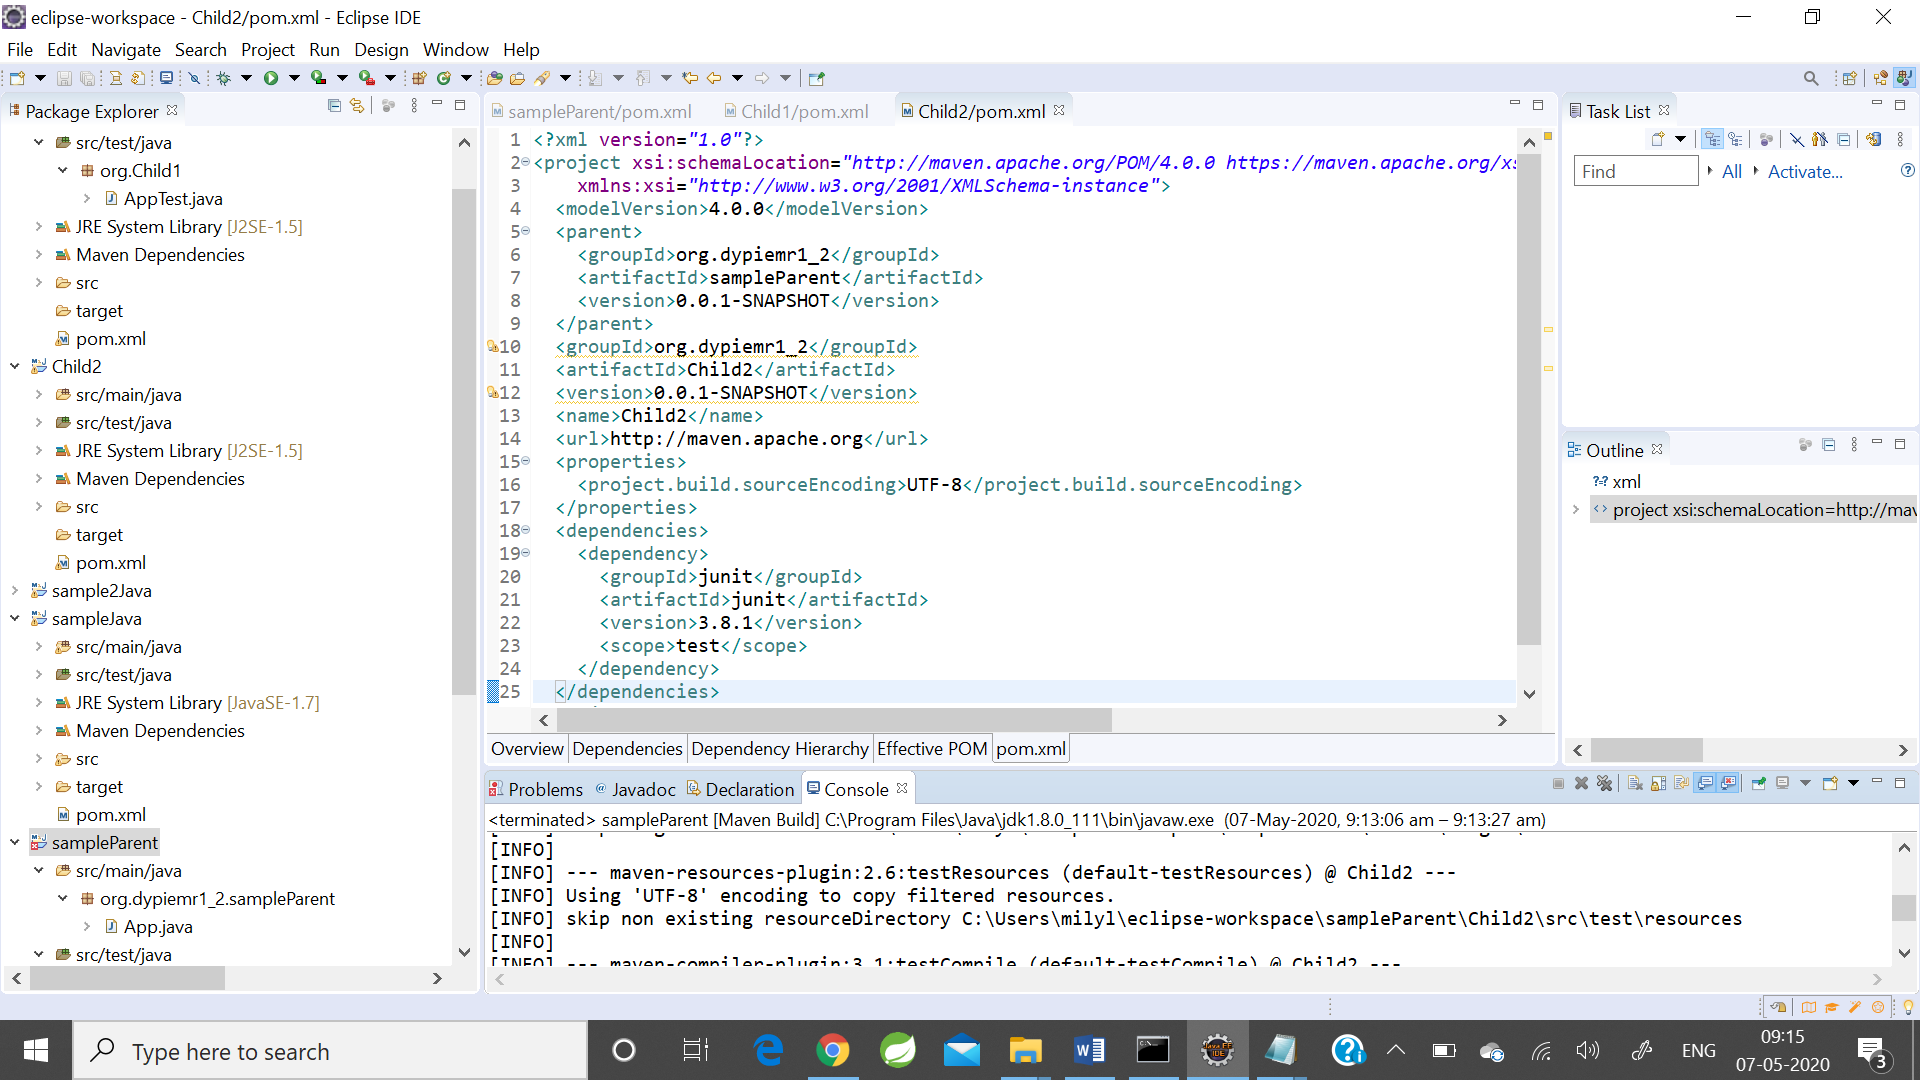 eclipse-workspace - Child2/pom.xml - Eclipse IDE
File Edit Navigate Search Project Run Design Window Help
Package Explorer
src/test/java
org.Child1
AppTest.java
JRE System Library [J2SE-1.5]
Maven Dependencies
src
target
pom.xml
Child2
src/main/java
src/test/java
JRE System Library [J2SE-1.5]
Maven Dependencies
src
target
pom.xml
sample2Java
sampleJava
src/main/java
src/test/java
JRE System Library [JavaSE-1.7]
Maven Dependencies
src
target
pom.xml
sampleParent
src/main/java
org.dypiemr1_2.sampleParent
App.java
src/test/java
sampleParent/pom.xml Child1/pom.xml Child2/pom.xml
1 <?xml version="1.0"?>
2 <project xsi:schemaLocation="http://maven.apache.org/POM/4.0.0 https://maven.apache.org/xs
3 xmlns:xsi="http://www.w3.org/2001/XMLSchema-instance">
4 <modelVersion>4.0.0</modelVersion>
5 <parent>
6 <groupId>org.dypiemr1_2</groupId>
7 <artifactId>sampleParent</artifactId>
8 <version>0.0.1-SNAPSHOT</version>
9 </parent>
10 <groupId>org.dypiemr1_2</groupId>
11 <artifactId>Child2</artifactId>
12 <version>0.0.1-SNAPSHOT</version>
13 <name>Child2</name>
14 <url>http://maven.apache.org</url>
15 <properties>
16 <project.build.sourceEncoding>UTF-8</project.build.sourceEncoding>
17 </properties>
18 <dependencies>
19 <dependency>
20 <groupId>junit</groupId>
21 <artifactId>junit</artifactId>
22 <version>3.8.1</version>
23 <scope>test</scope>
24 </dependency>
25 </dependencies>
Overview Dependencies Dependency Hierarchy Effective POM pom.xml
Problems Javadoc Declaration Console
<terminated> sampleParent [Maven Build] C:\Program Files\Java\jdk1.8.0_111\bin\javaw.exe (07-May-2020, 9:13:06 am – 9:13:27 am)
[INFO]
[INFO] --- maven-resources-plugin:2.6:testResources (default-testResources) @ Child2 ---
[INFO] Using 'UTF-8' encoding to copy filtered resources.
[INFO] skip non existing resourceDirectory C:\Users\milyl\eclipse-workspace\sampleParent\Child2\src\test\resources
[INFO]
[INFO] --- maven-compiler-plugin:3.1:testCompile (default-testCompile) @ Child2 ---
Task List
Find All Activate...
Outline
xml
project xsi:schemaLocation=http://mav
Type here to search
ENG
09:15
07-05-2020
3